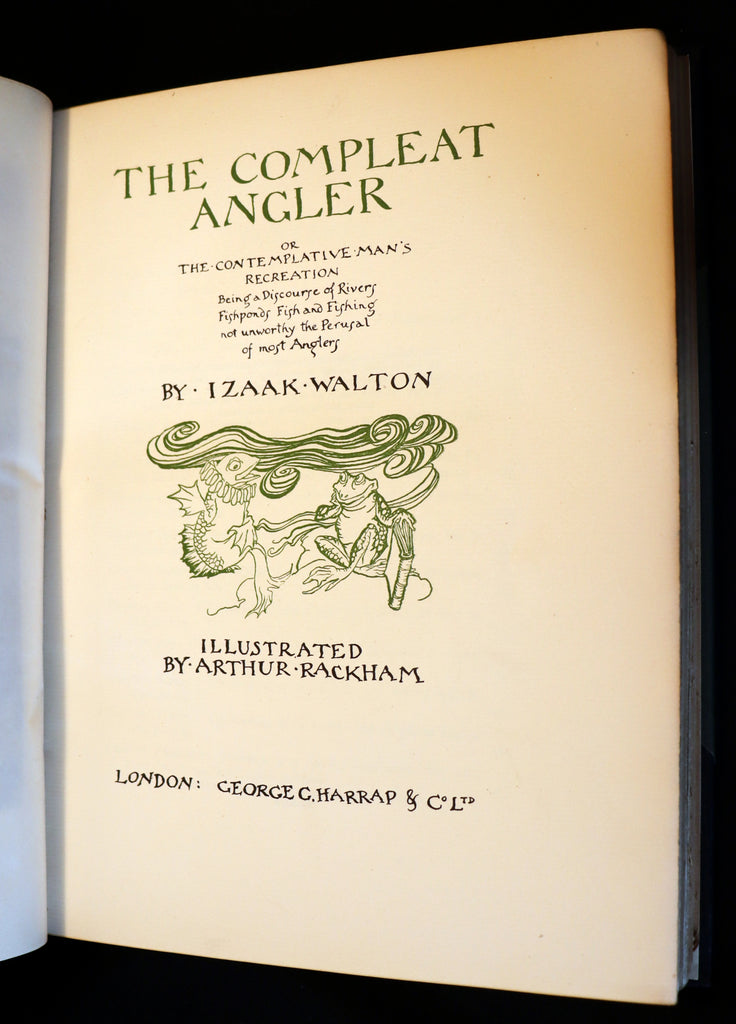 THE COMPLEAT
ANGLER
OR
THE·CONTEMPLATIVE·MAN'S
RECREATION
Being a Discourse of Rivers
Fishponds Fish and Fishing
not unworthy the Perusal
of most Anglers
BY·IZAAK·WALTON
ILLUSTRATED
BY·ARTHUR·RACKHAM
LONDON: GEORGE G. HARRAP & Co LTD